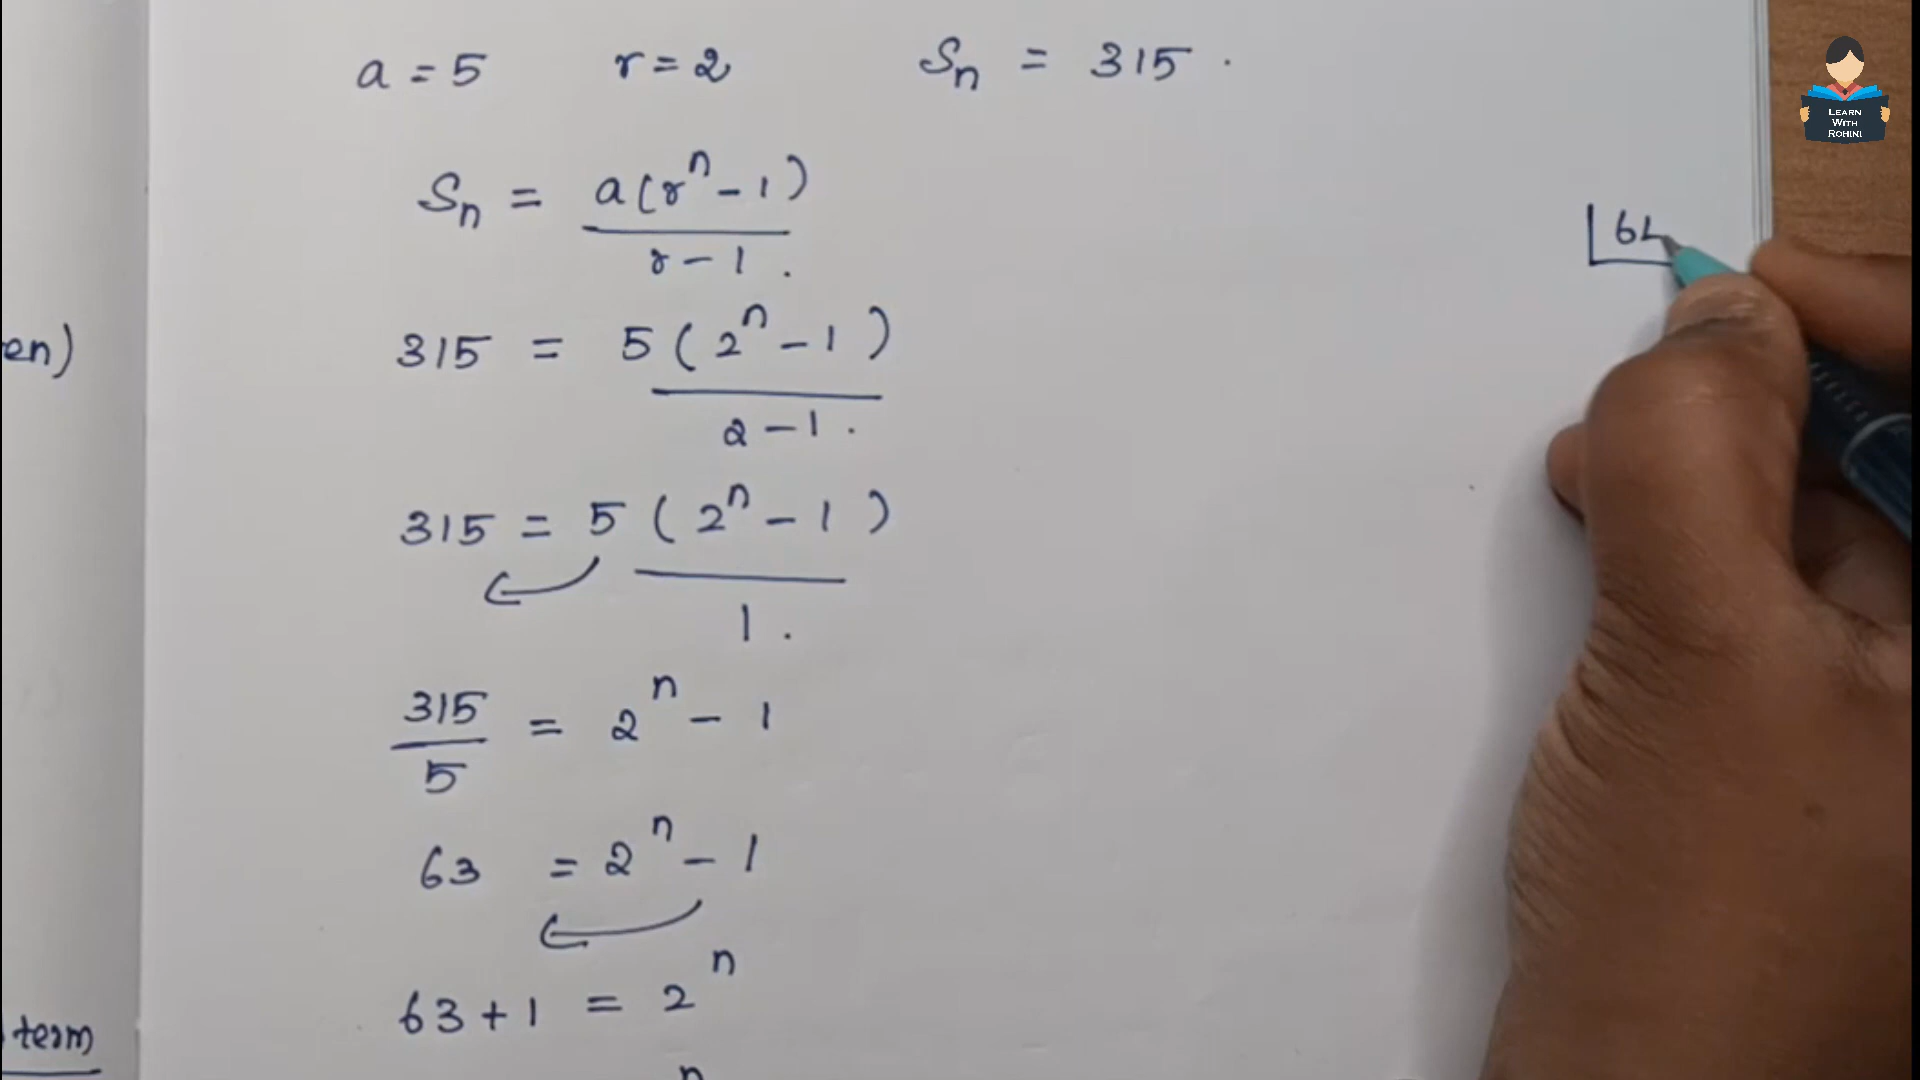 a = 5 r = 2 Sn = 315 .
LEARN
WITH
ROHINI
Sn = a(r^n - 1)
r - 1 .
64
315 = 5 ( 2^n - 1 )
2 - 1 .
en)
315 = 5 ( 2^n - 1 )
1 .
315
5
= 2^n - 1
63 = 2^n - 1
63 + 1 = 2^n
term
n